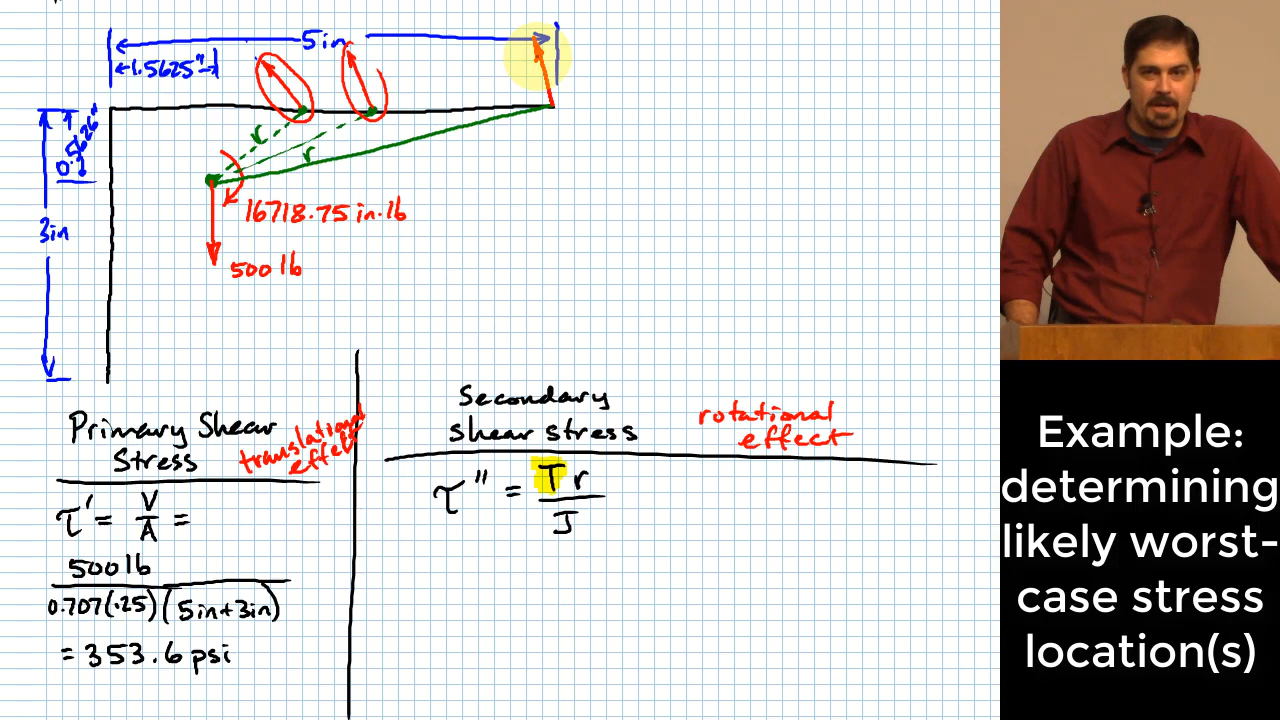 5in
1.5625"
0.5626"
r
r
3in
16718.75 in·lb
500 lb
Primary Shear
Stress
translational
effect
τ' = V/A =
500 lb
0.707(.25)(5in+3in)
= 353.6 psi
Secondary
shear stress
rotational
effect
τ" = T r
J
Example:
determining
likely worst-
case stress
location(s)